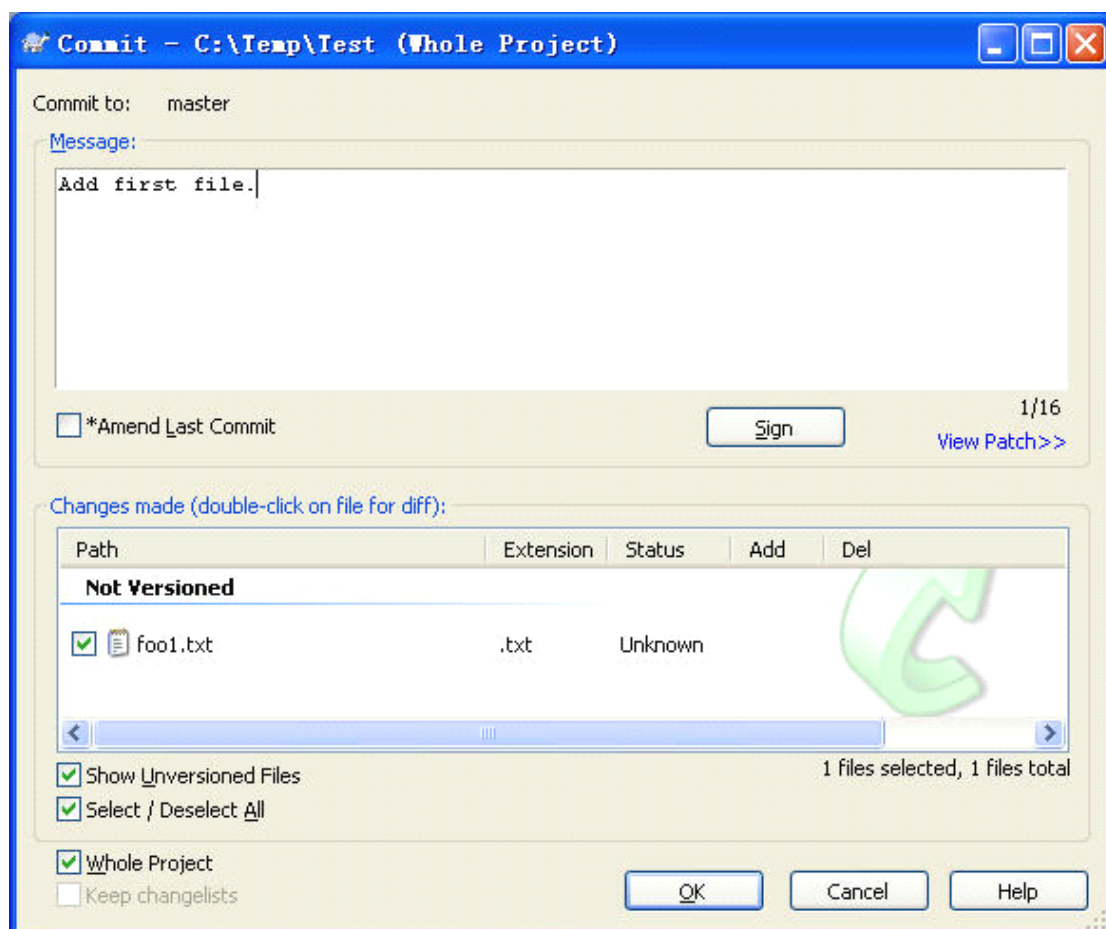 Commit - C:\Temp\Test (Whole Project)
Commit to: master
Message:
Add first file.
*Amend Last Commit
Sign
1/16
View Patch>>
Changes made (double-click on file for diff):
Path Extension Status Add Del
Not Versioned
foo1.txt .txt Unknown
Show Unversioned Files
1 files selected, 1 files total
Select / Deselect All
Whole Project
Keep changelists
OK Cancel Help